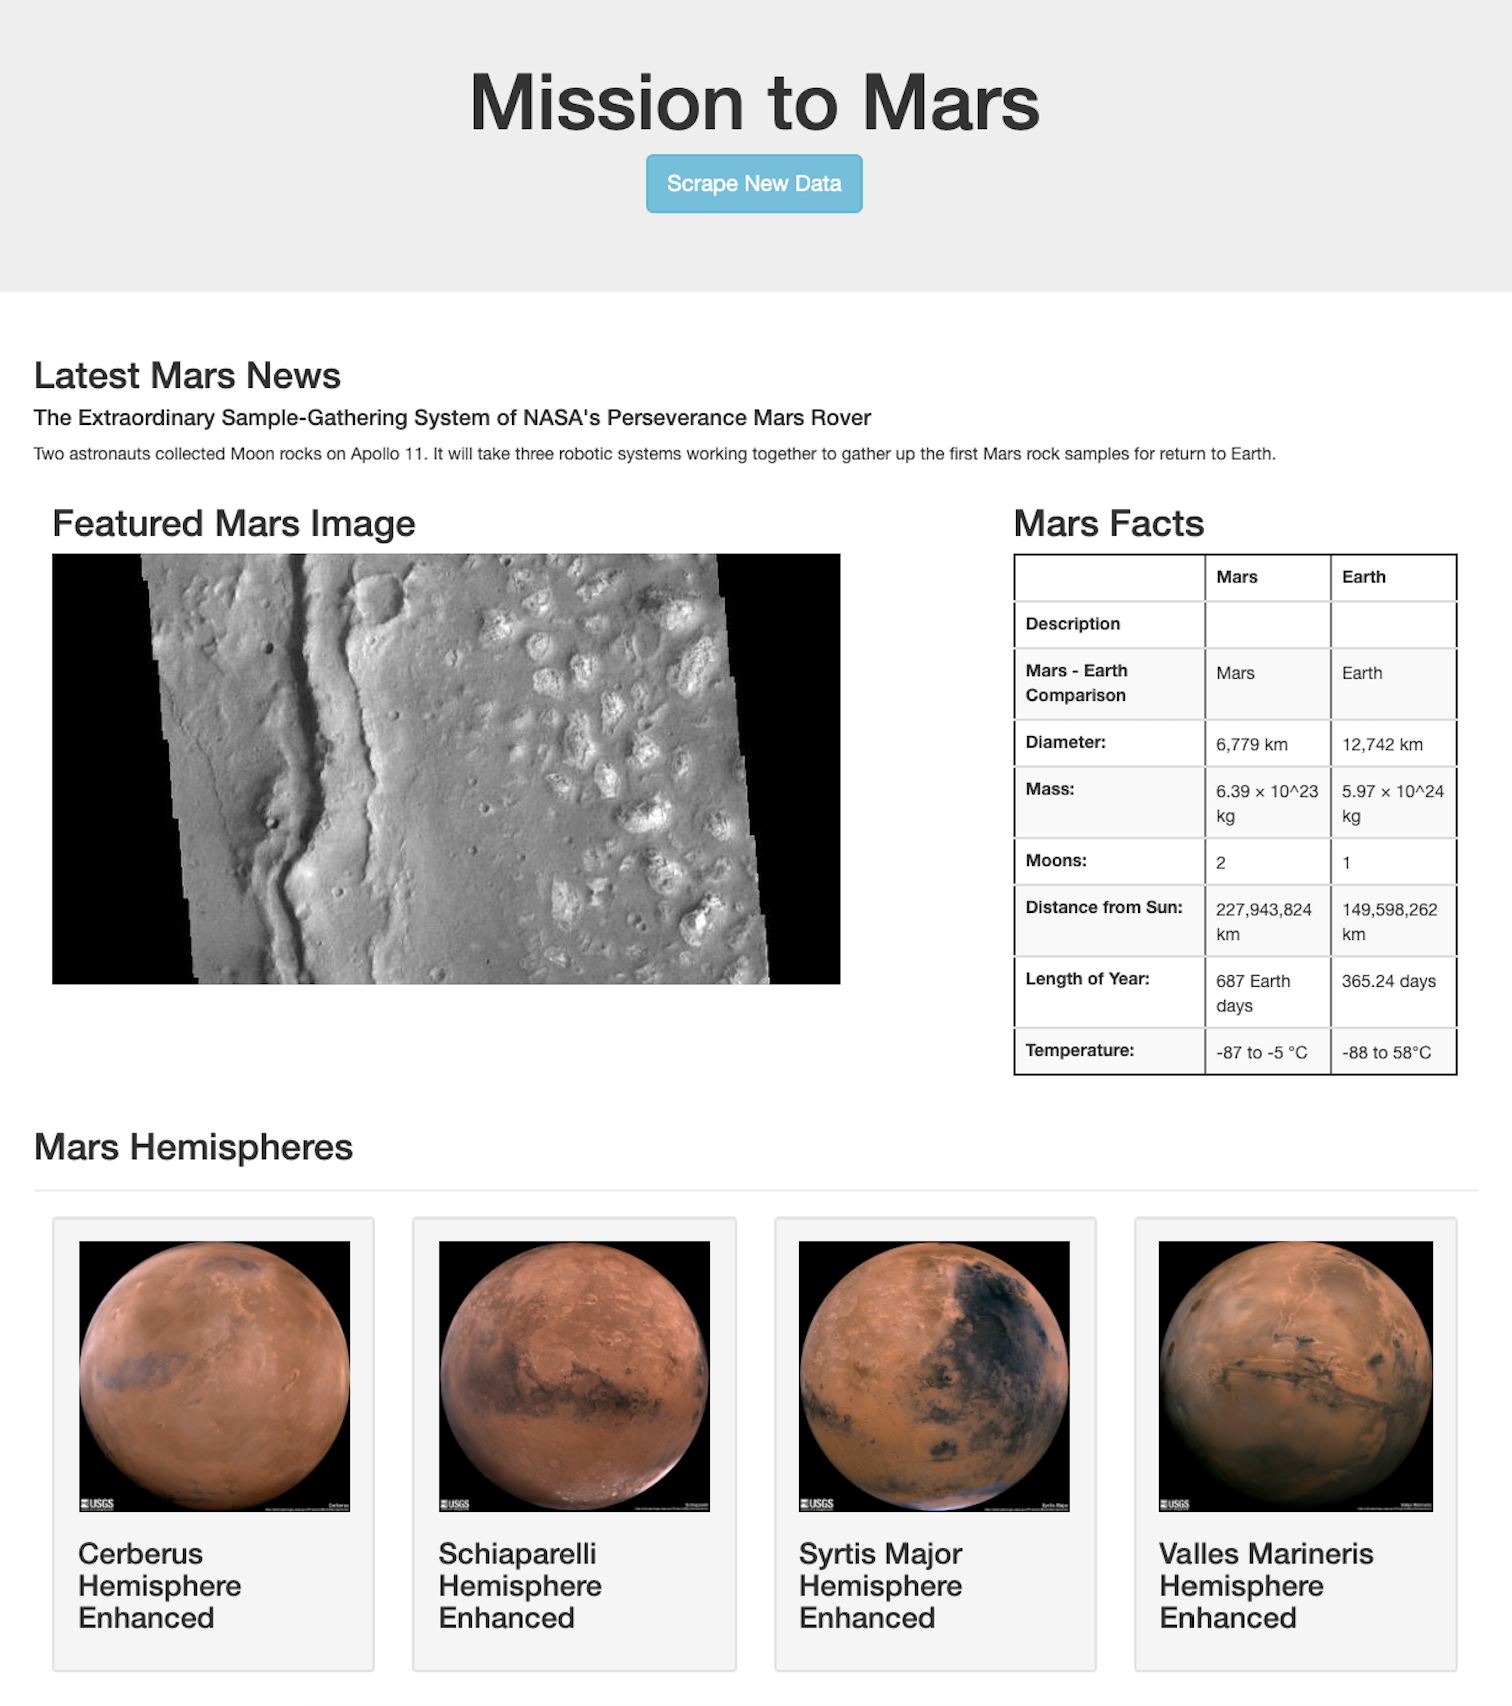 Mission to Mars
Scrape New Data
Latest Mars News
The Extraordinary Sample-Gathering System of NASA's Perseverance Mars Rover
Two astronauts collected Moon rocks on Apollo 11. It will take three robotic systems working together to gather up the first Mars rock samples for return to Earth.
Featured Mars Image
Mars Facts
Mars Earth
Description
Mars - Earth
Comparison
Mars Earth
Diameter: 6,779 km 12,742 km
Mass: 6.39 × 10^23
kg
5.97 × 10^24
kg
Moons: 2 1
Distance from Sun: 227,943,824
km
149,598,262
km
Length of Year: 687 Earth
days
365.24 days
Temperature: -87 to -5 °C -88 to 58°C
Mars Hemispheres
USGS
Cerberus
USGS
Schiaparelli
USGS
Syrtis Major
USGS
Valles Marineris
Cerberus
Hemisphere
Enhanced
Schiaparelli
Hemisphere
Enhanced
Syrtis Major
Hemisphere
Enhanced
Valles Marineris
Hemisphere
Enhanced